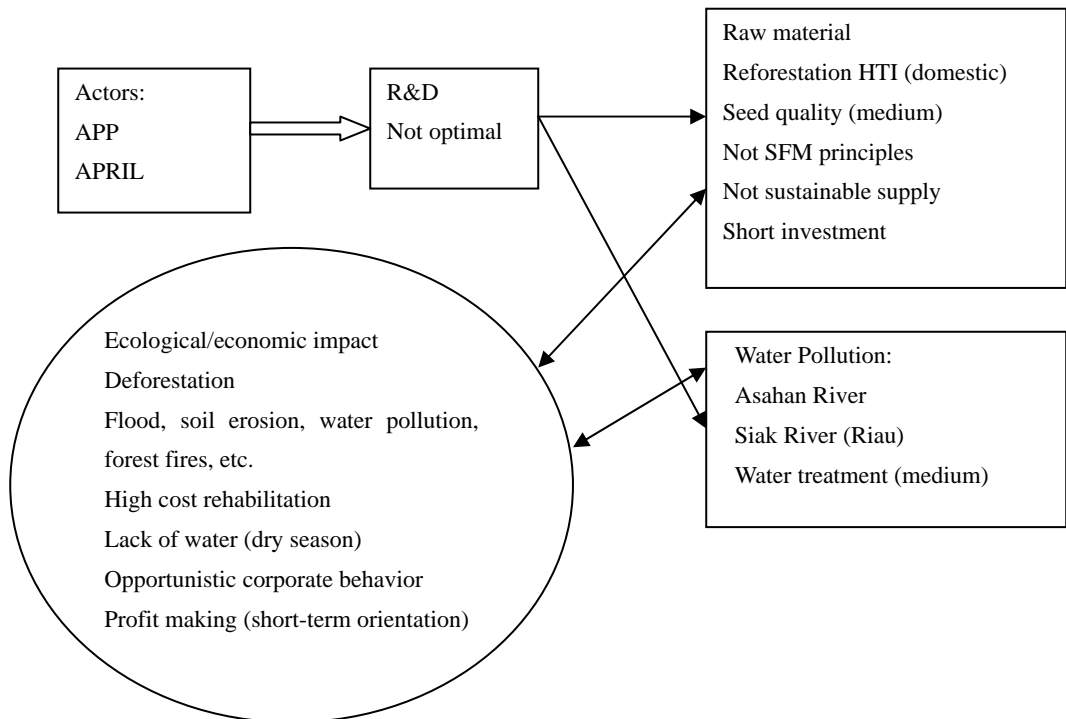 Actors:
APP
APRIL
R&D
Not optimal
Raw material
Reforestation HTI (domestic)
Seed quality (medium)
Not SFM principles
Not sustainable supply
Short investment
Ecological/economic impact
Deforestation
Flood, soil erosion, water pollution,
forest fires, etc.
High cost rehabilitation
Lack of water (dry season)
Opportunistic corporate behavior
Profit making (short-term orientation)
Water Pollution:
Asahan River
Siak River (Riau)
Water treatment (medium)